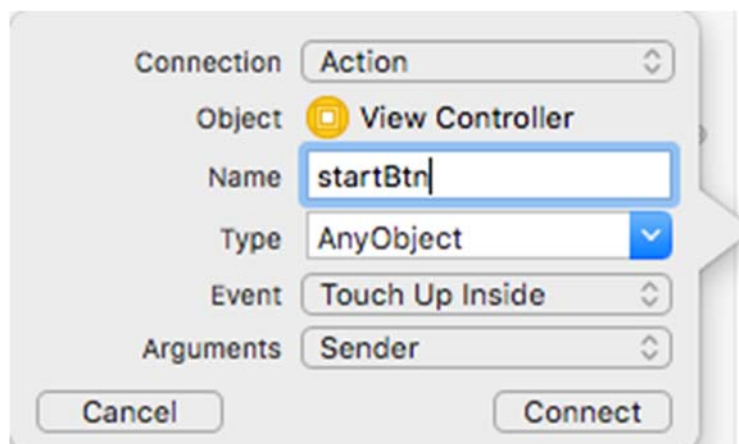 Connection Action
Object View Controller
Name startBtn
Type AnyObject
Event Touch Up Inside
Arguments Sender
Cancel Connect